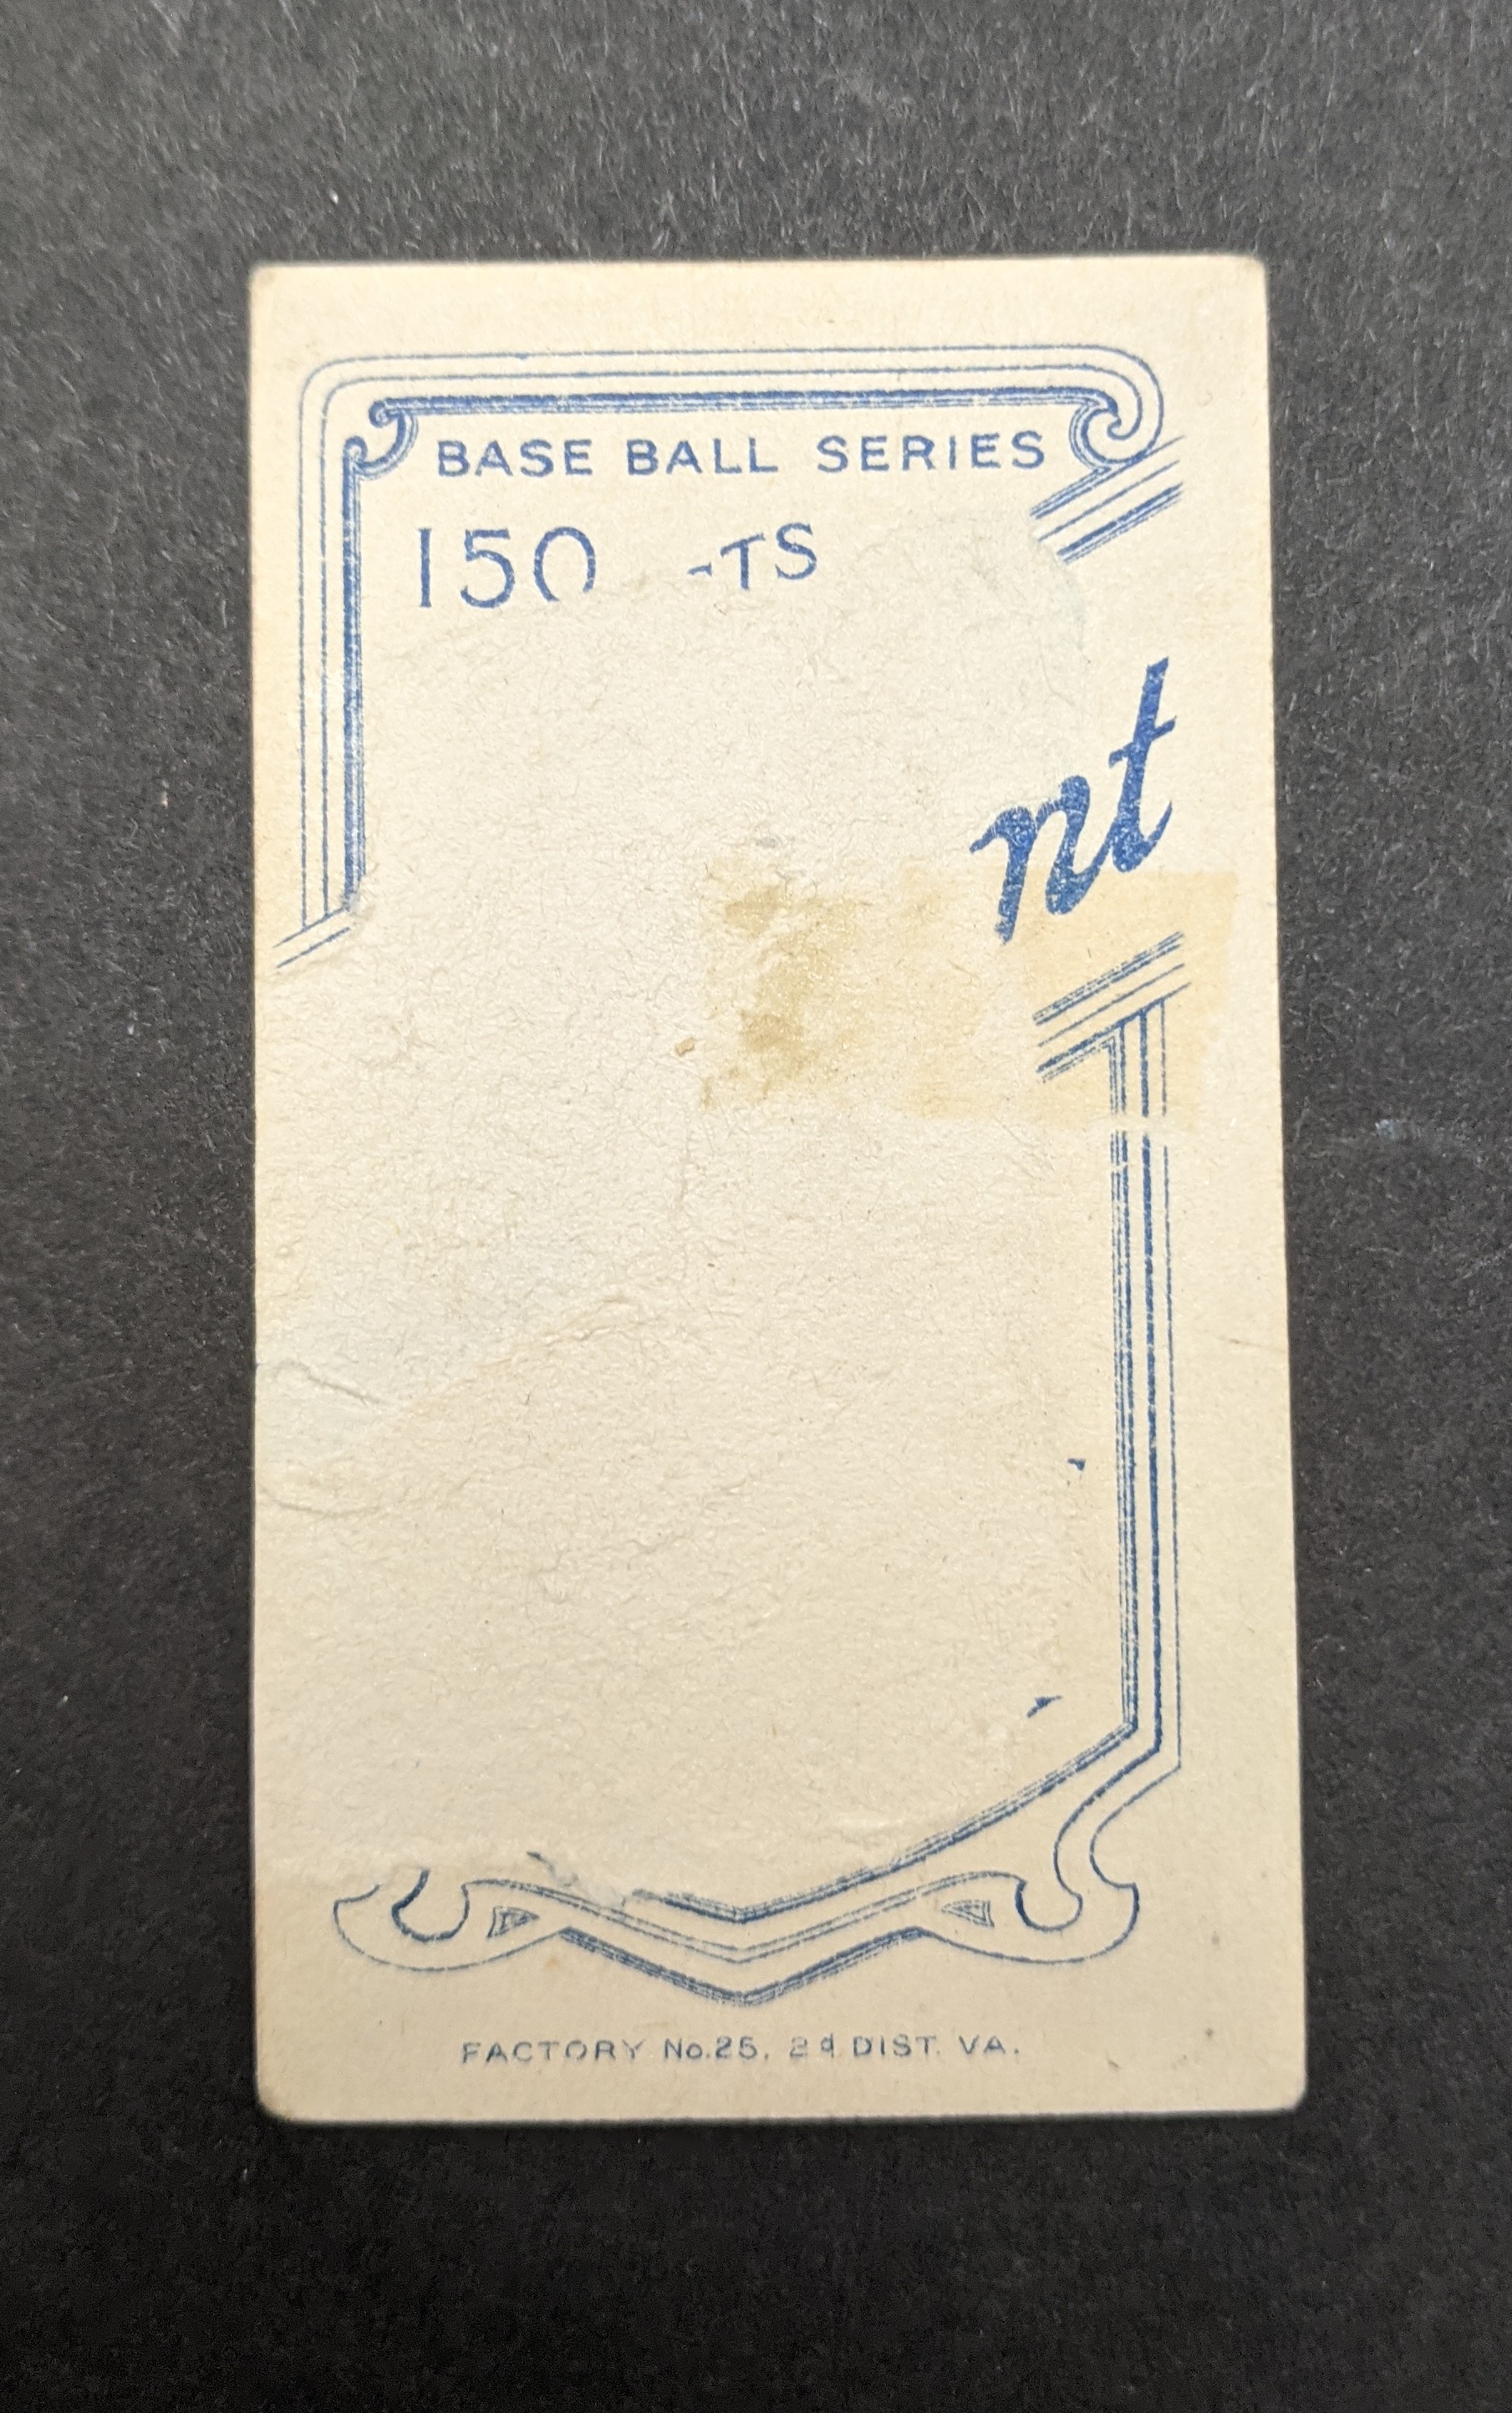 BASE BALL SERIES
150 TS
nt
FACTORY No.25, 2d DIST. VA.